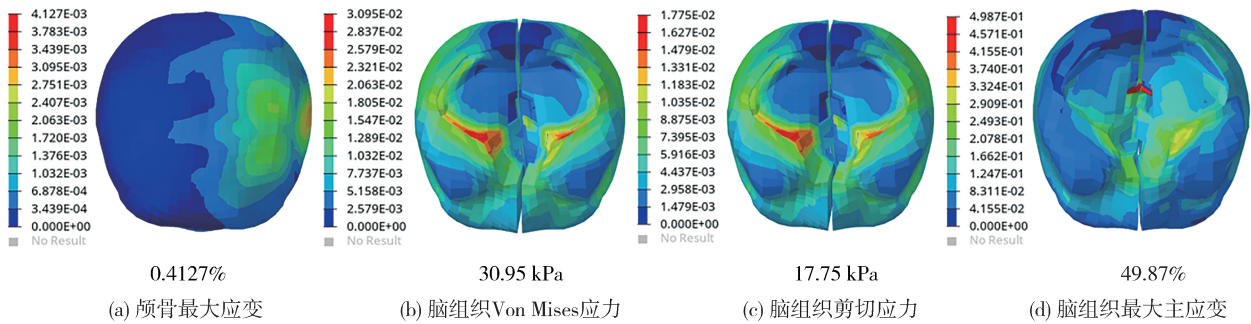 4.127E-03
3.783E-03
3.439E-03
3.095E-03
2.751E-03
2.407E-03
2.063E-03
1.720E-03
1.376E-03
1.032E-03
6.878E-04
3.439E-04
0.000E+00
No Result
0.4127%
(a) 颅骨最大应变
3.095E-02
2.837E-02
2.579E-02
2.321E-02
2.063E-02
1.805E-02
1.547E-02
1.289E-02
1.032E-02
7.737E-03
5.158E-03
2.579E-03
0.000E+00
No Result
30.95 kPa
(b) 脑组织Von Mises应力
1.775E-02
1.627E-02
1.479E-02
1.331E-02
1.183E-02
1.035E-02
8.875E-03
7.395E-03
5.916E-03
4.437E-03
2.958E-03
1.479E-03
0.000E+00
No Result
17.75 kPa
(c) 脑组织剪切应力
4.987E-01
4.571E-01
4.155E-01
3.740E-01
3.324E-01
2.909E-01
2.493E-01
2.078E-01
1.662E-01
1.247E-01
8.311E-02
4.155E-02
0.000E+00
No Result
49.87%
(d) 脑组织最大主应变